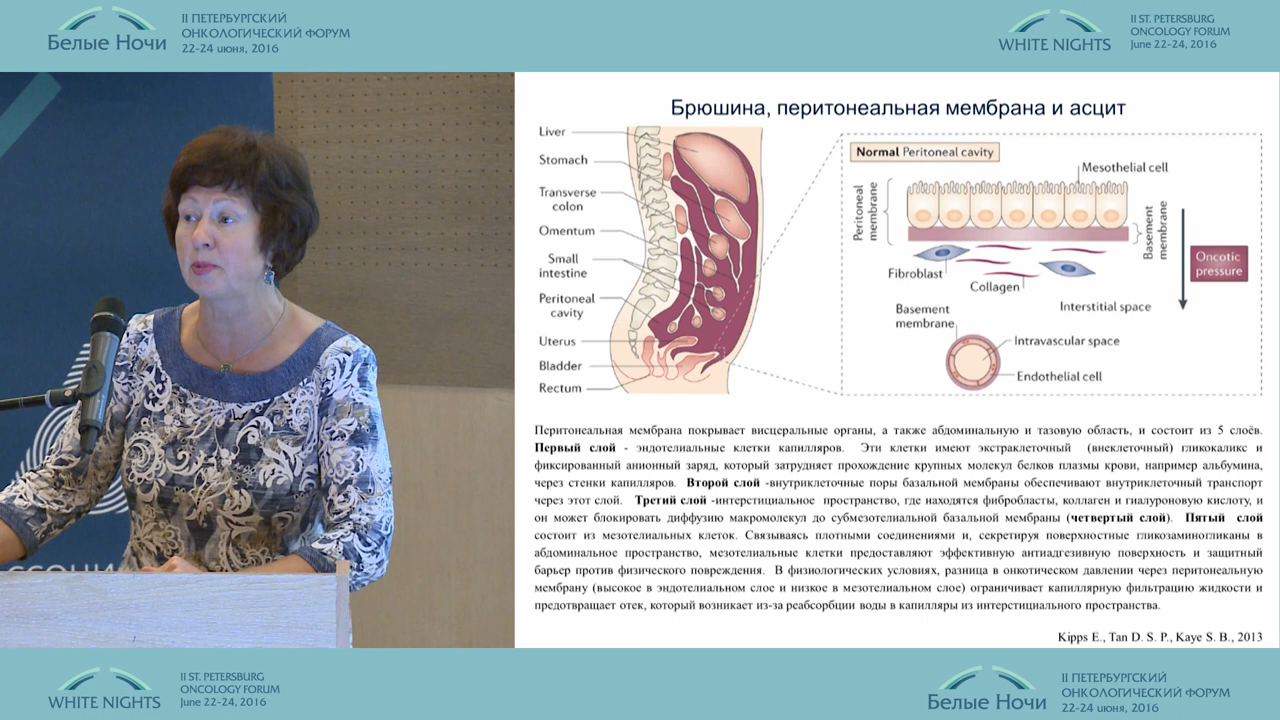 Белые Ночи
II ПЕТЕРБУРГСКИЙ
ОНКОЛОГИЧЕСКИЙ ФОРУМ
22-24 июня, 2016
WHITE NIGHTS
II ST. PETERSBURG
ONCOLOGY FORUM
June 22-24, 2016
Брюшина, перитонеальная мембрана и асцит
Liver
Stomach
Transverse
colon
Omentum
Small
intestine
Peritoneal
cavity
Uterus
Bladder
Rectum
Normal Peritoneal cavity
Mesothelial cell
Peritoneal
membrane
Basement
membrane
Oncotic
pressure
Fibroblast
Collagen
Interstitial space
Basement
membrane
Intravascular space
Endothelial cell
Перитонеальная мембрана покрывает висцеральные органы, а также абдоминальную и тазовую область, и состоит из 5 слоёв.
Первый слой - эндотелиальные клетки капилляров. Эти клетки имеют экстраклеточный (внеклеточный) гликокаликс и
фиксированный анионный заряд, который затрудняет прохождение крупных молекул белков плазмы крови, например альбумина,
через стенки капилляров. Второй слой -внутриклеточные поры базальной мембраны обеспечивают внутриклеточный транспорт
через этот слой. Третий слой -интерстициальное пространство, где находятся фибробласты, коллаген и гиалуроновую кислоту, и
он может блокировать диффузию макромолекул до субмезотелиальной базальной мембраны (четвертый слой). Пятый слой
состоит из мезотелиальных клеток. Связываясь плотными соединениями и, секретируя поверхностные гликозаминогликаны в
абдоминальное пространство, мезотелиальные клетки предоставляют эффективную антиадгезивную поверхность и защитный
барьер против физического повреждения. В физиологических условиях, разница в онкотическом давлении через перитонеальную
мембрану (высокое в эндотелиальном слое и низкое в мезотелиальном слое) ограничивает капиллярную фильтрацию жидкости и
предотвращает отек, который возникает из-за реабсорбции воды в капилляры из интерстициального пространства.
Kipps E., Tan D. S. P., Kaye S. B., 2013
WHITE NIGHTS
II ST. PETERSBURG
ONCOLOGY FORUM
June 22-24, 2016
Белые Ночи
II ПЕТЕРБУРГСКИЙ
ОНКОЛОГИЧЕСКИЙ ФОРУМ
22-24 июня, 2016